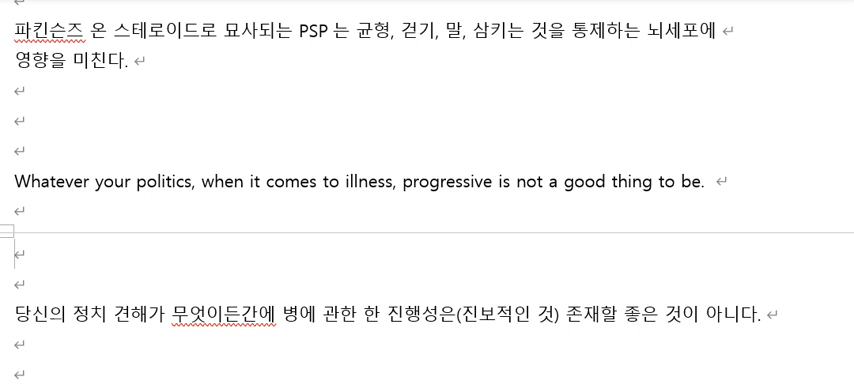 파킨슨즈 온 스테로이드로 묘사되는 PSP 는 균형, 걷기, 말, 삼키는 것을 통제하는 뇌세포에
영향을 미친다.
Whatever your politics, when it comes to illness, progressive is not a good thing to be.
당신의 정치 견해가 무엇이든간에 병에 관한 한 진행성은(진보적인 것) 존재할 좋은 것이 아니다.